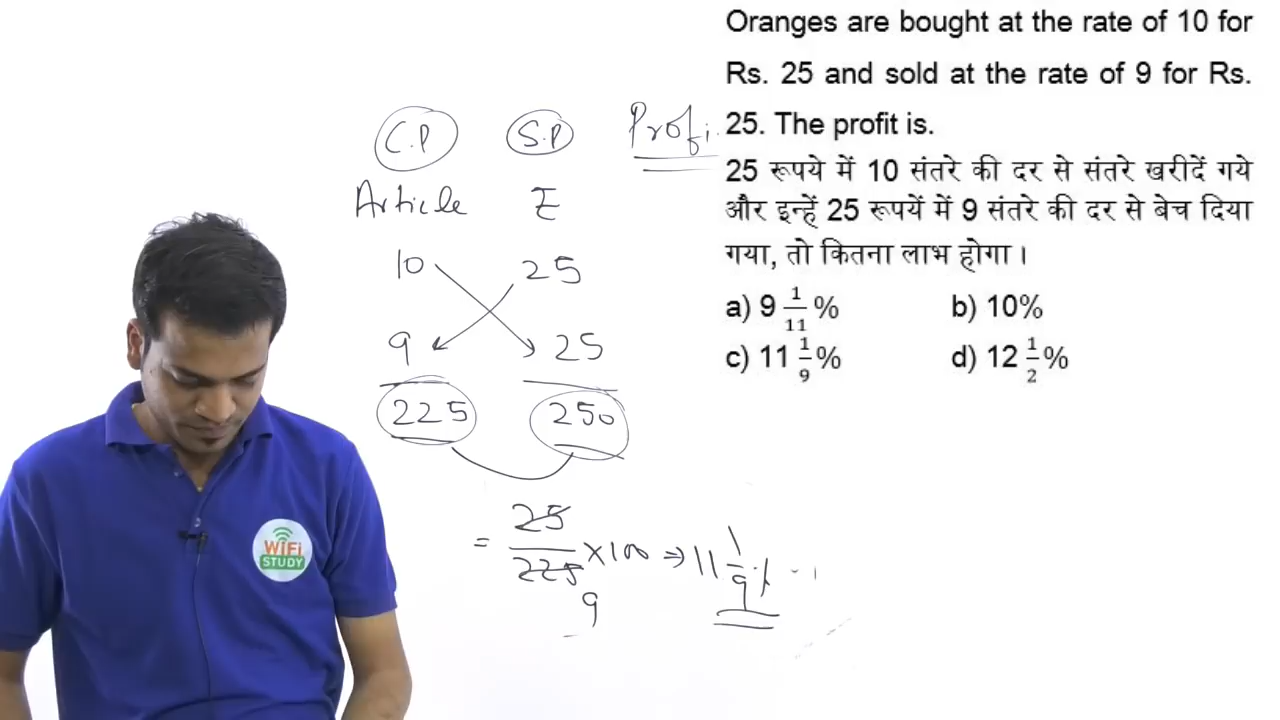 Oranges are bought at the rate of 10 for
Rs. 25 and sold at the rate of 9 for Rs.
25. The profit is.
25 रूपये में 10 संतरे की दर से संतरे खरीदें गये
और इन्हें 25 रूपयें में 9 संतरे की दर से बेच दिया
गया, तो कितना लाभ होगा।
a) 9 1/11 % b) 10%
c) 11 1/9 % d) 12 1/2 %
C.P S.P Profi
Article
10 25
9 25
225 250
= 25/225 × 100 ⇒ 11 1/9 %
9
WiFi
STUDY